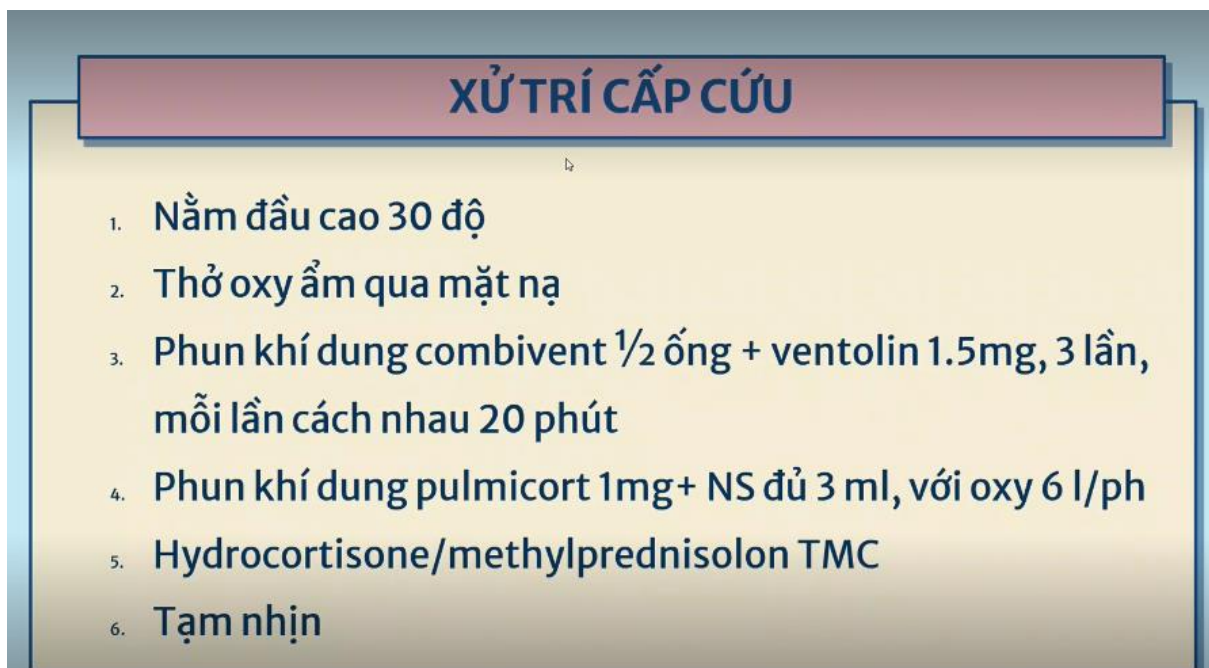 XỬ TRÍ CẤP CỨU
1. Nằm đầu cao 30 độ
2. Thở oxy ẩm qua mặt nạ
3. Phun khí dung combivent ½ ống + ventolin 1.5mg, 3 lần,
mỗi lần cách nhau 20 phút
4. Phun khí dung pulmicort 1mg+ NS đủ 3 ml, với oxy 6 l/ph
5. Hydrocortisone/methylprednisolon TMC
6. Tạm nhịn